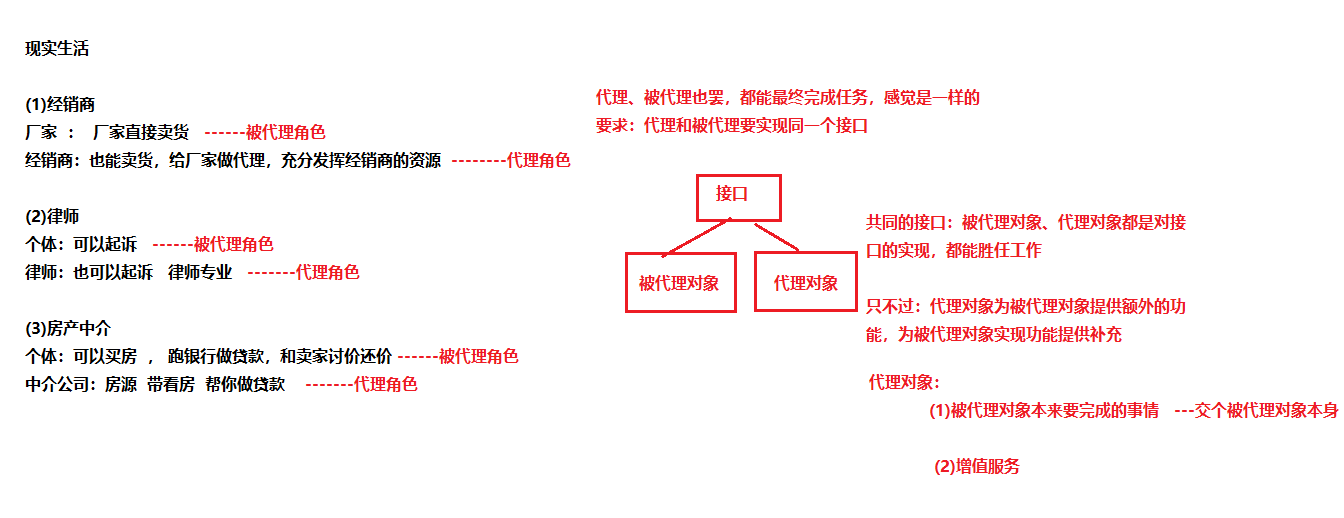 现实生活
(1)经销商
厂家 ： 厂家直接卖货 ------被代理角色
经销商：也能卖货，给厂家做代理，充分发挥经销商的资源 --------代理角色
(2)律师
个体：可以起诉 ------被代理角色
律师：也可以起诉 律师专业 -------代理角色
(3)房产中介
个体：可以买房 ， 跑银行做贷款，和卖家讨价还价 ------被代理角色
中介公司：房源 带看房 帮你做贷款 -------代理角色
代理、被代理也罢，都能最终完成任务，感觉是一样的
要求：代理和被代理要实现同一个接口
接口
被代理对象
代理对象
共同的接口：被代理对象、代理对象都是对接
口的实现，都能胜任工作
只不过：代理对象为被代理对象提供额外的功
能，为被代理对象实现功能提供补充
代理对象：
(1)被代理对象本来要完成的事情 ---交个被代理对象本身
(2)增值服务